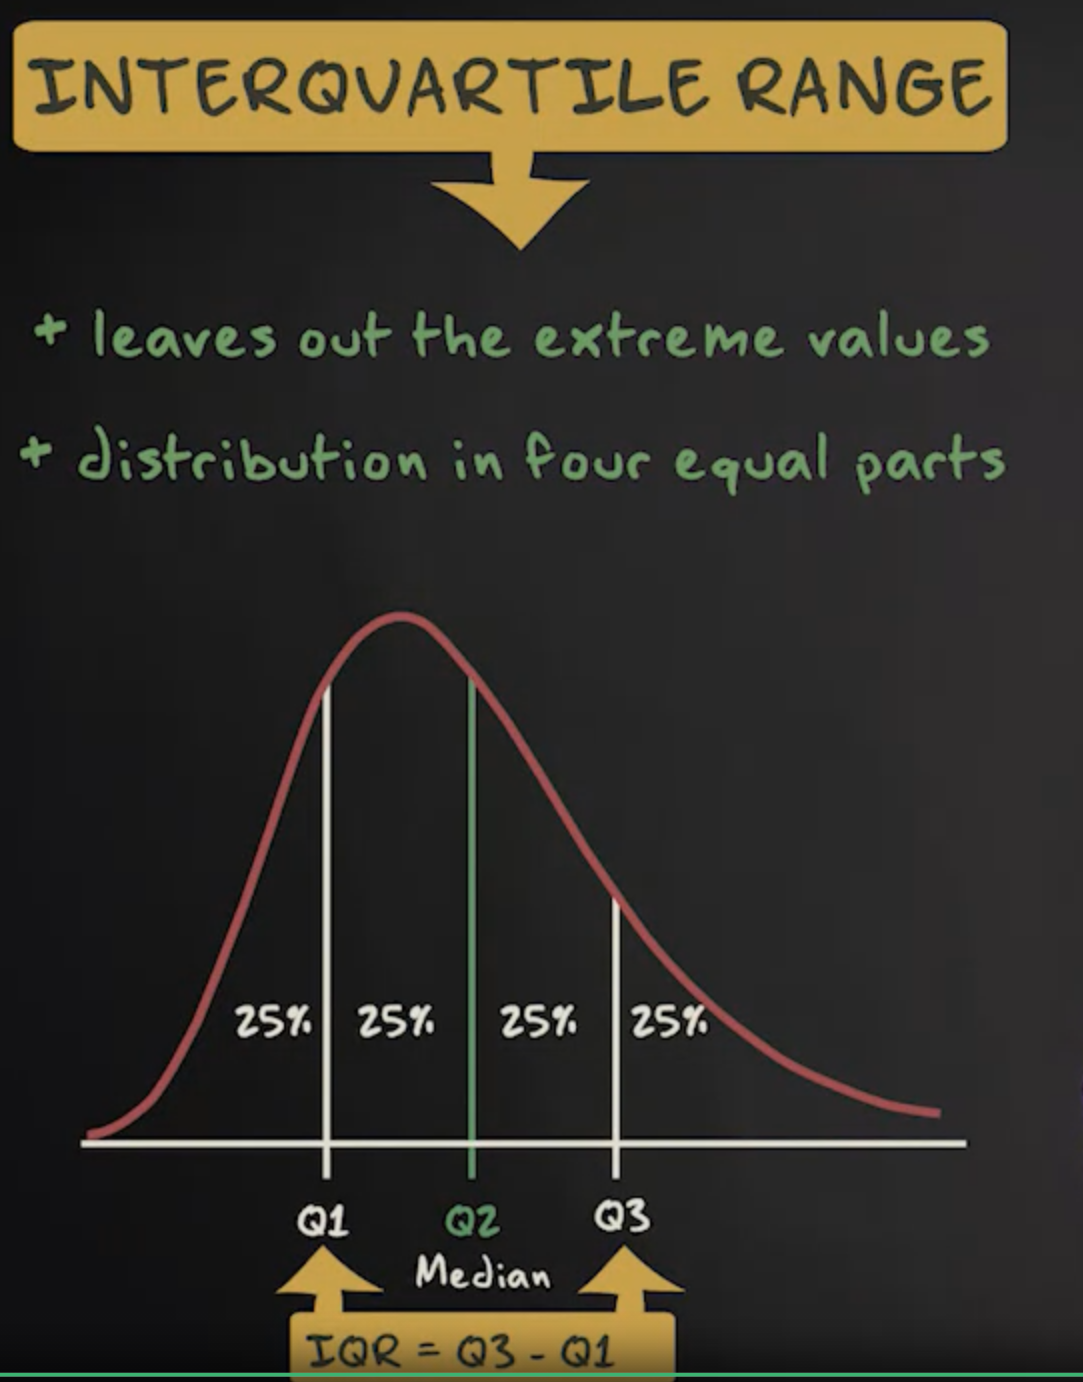 INTERQUARTILE RANGE
+ leaves out the extreme values
+ distribution in four equal parts
25% 25% 25% 25%
Q1 Q2 Q3
Median
IQR = Q3 - Q1